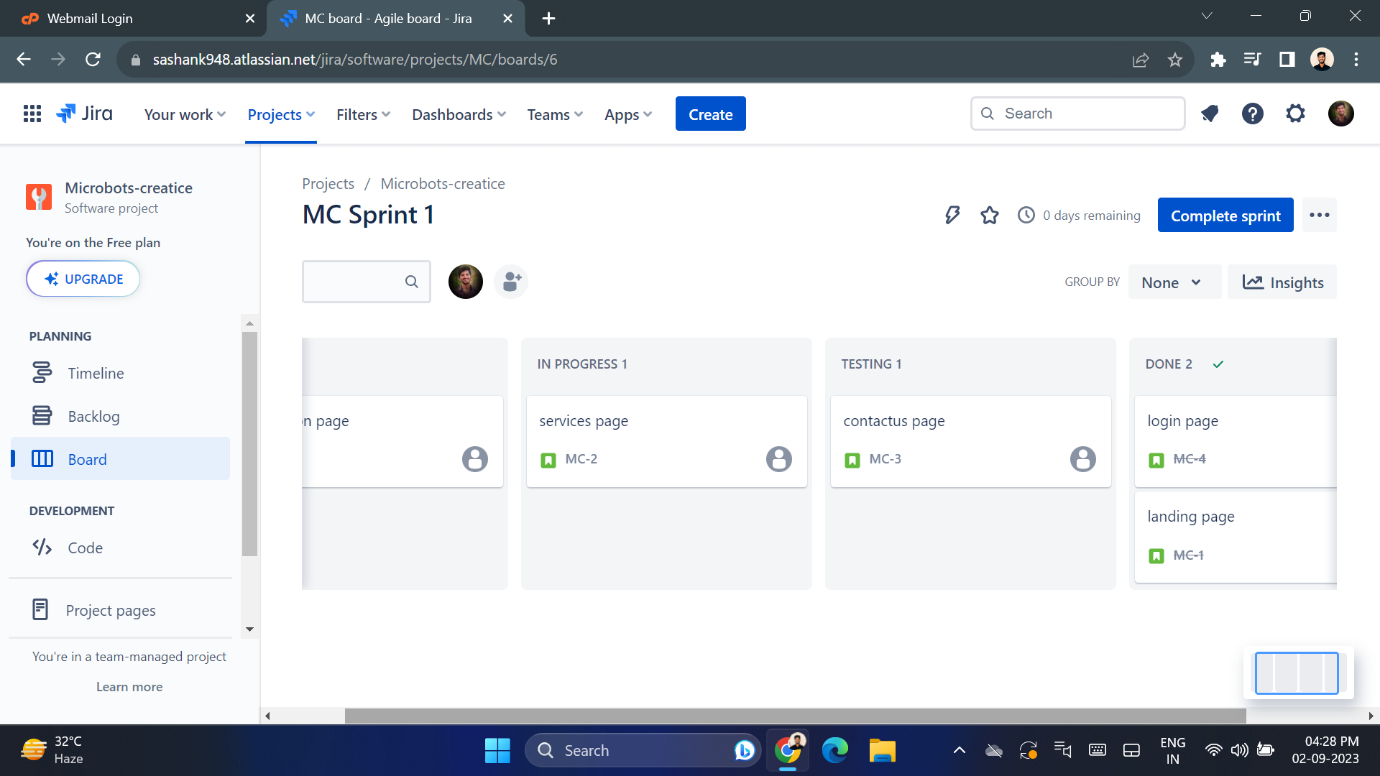 Webmail Login
MC board - Agile board - Jira
sashank948.atlassian.net/jira/software/projects/MC/boards/6
Jira
Your work
Projects
Filters
Dashboards
Teams
Apps
Create
Search
Microbots-creatice
Software project
You're on the Free plan
UPGRADE
PLANNING
Timeline
Backlog
Board
DEVELOPMENT
Code
Project pages
You're in a team-managed project
Learn more
Projects / Microbots-creatice
MC Sprint 1
0 days remaining
Complete sprint
GROUP BY
None
Insights
n page
IN PROGRESS 1
services page
MC-2
TESTING 1
contactus page
MC-3
DONE 2
login page
MC-4
landing page
MC-1
32°C
Haze
Search
ENG
IN
04:28 PM
02-09-2023